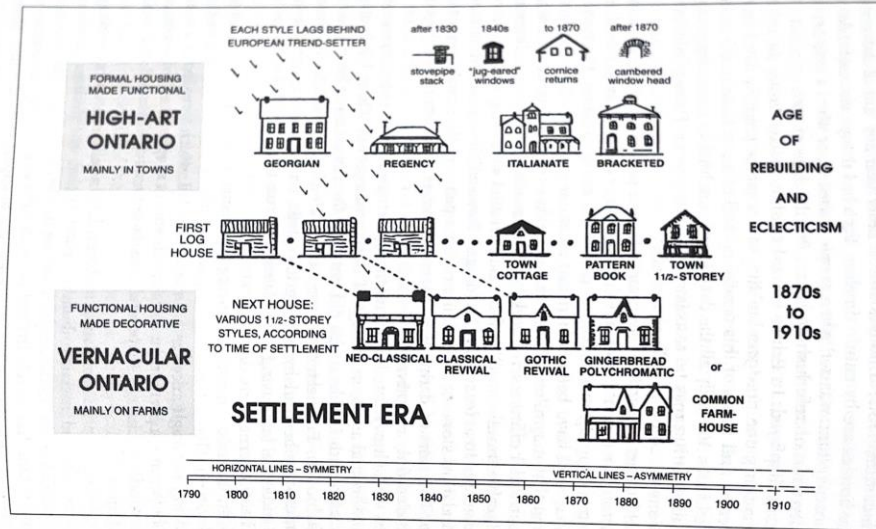 EACH STYLE LAGS BEHIND
EUROPEAN TREND-SETTER
after 1830
stovepipe
stack
1840s
"jug-eared"
windows
to 1870
cornice
returns
after 1870
cambered
window head
FORMAL HOUSING
MADE FUNCTIONAL
HIGH-ART
ONTARIO
MAINLY IN TOWNS
GEORGIAN
REGENCY
ITALIANATE
BRACKETED
AGE
OF
REBUILDING
AND
ECLECTICISM
1870s
to
1910s
FIRST
LOG
HOUSE
TOWN
COTTAGE
PATTERN
BOOK
TOWN
1 1/2- STOREY
FUNCTIONAL HOUSING
MADE DECORATIVE
VERNACULAR
ONTARIO
MAINLY ON FARMS
NEXT HOUSE:
VARIOUS 1 1/2- STOREY
STYLES, ACCORDING
TO TIME OF SETTLEMENT
NEO-CLASSICAL
CLASSICAL
REVIVAL
GOTHIC
REVIVAL
GINGERBREAD
POLYCHROMATIC
or
COMMON
FARM-
HOUSE
SETTLEMENT ERA
HORIZONTAL LINES – SYMMETRY
VERTICAL LINES – ASYMMETRY
1790 1800 1810 1820 1830 1840 1850 1860 1870 1880 1890 1900 1910